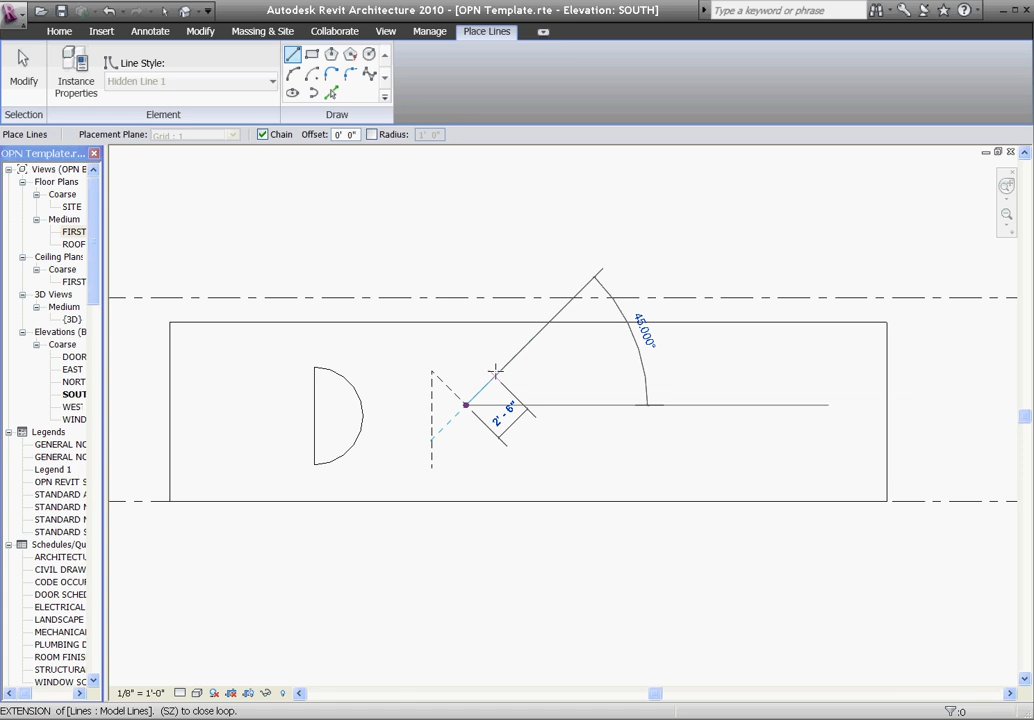 Autodesk Revit Architecture 2010 - [OPN Template.rte - Elevation: SOUTH]
Type a keyword or phrase
Home Insert Annotate Modify Massing & Site Collaborate View Manage Place Lines
Modify
Instance
Properties
Line Style:
Hidden Line 1
Selection Element Draw
Place Lines Placement Plane: Grid : 1 Chain Offset: 0' 0" Radius: 1' 0"
OPN Template.r...
Views (OPN B
Floor Plans
Coarse
SITE
Medium
FIRST
ROOF
Ceiling Plans
Coarse
FIRST
3D Views
Medium
{3D}
Elevations (B
Coarse
DOOR
EAST
NORT
SOUT
WEST
WIND
Legends
GENERAL NO
GENERAL NO
Legend 1
OPN REVIT S
STANDARD A
STANDARD N
STANDARD N
STANDARD S
Schedules/Qu
ARCHITECTU
CIVIL DRAW
CODE OCCUP
DOOR SCHED
ELECTRICAL
LANDSCAPE
MECHANICA
PLUMBING D
ROOM FINIS
STRUCTURA
WINDOW SC
45.000°
2' - 6"
1/8" = 1'-0"
EXTENSION of [Lines : Model Lines]. (SZ) to close loop.
:0